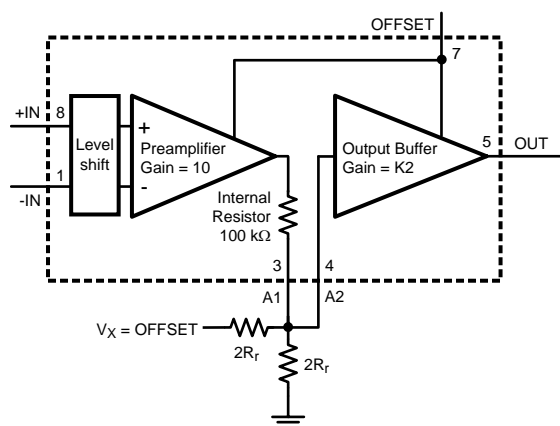 OFFSET
7
+IN
8
Level
shift
1
-IN
+
Preamplifier
Gain = 10
-
Output Buffer
Gain = K2
5
OUT
Internal
Resistor
100 kΩ
3
4
A1
A2
VX = OFFSET
2Rr
2Rr